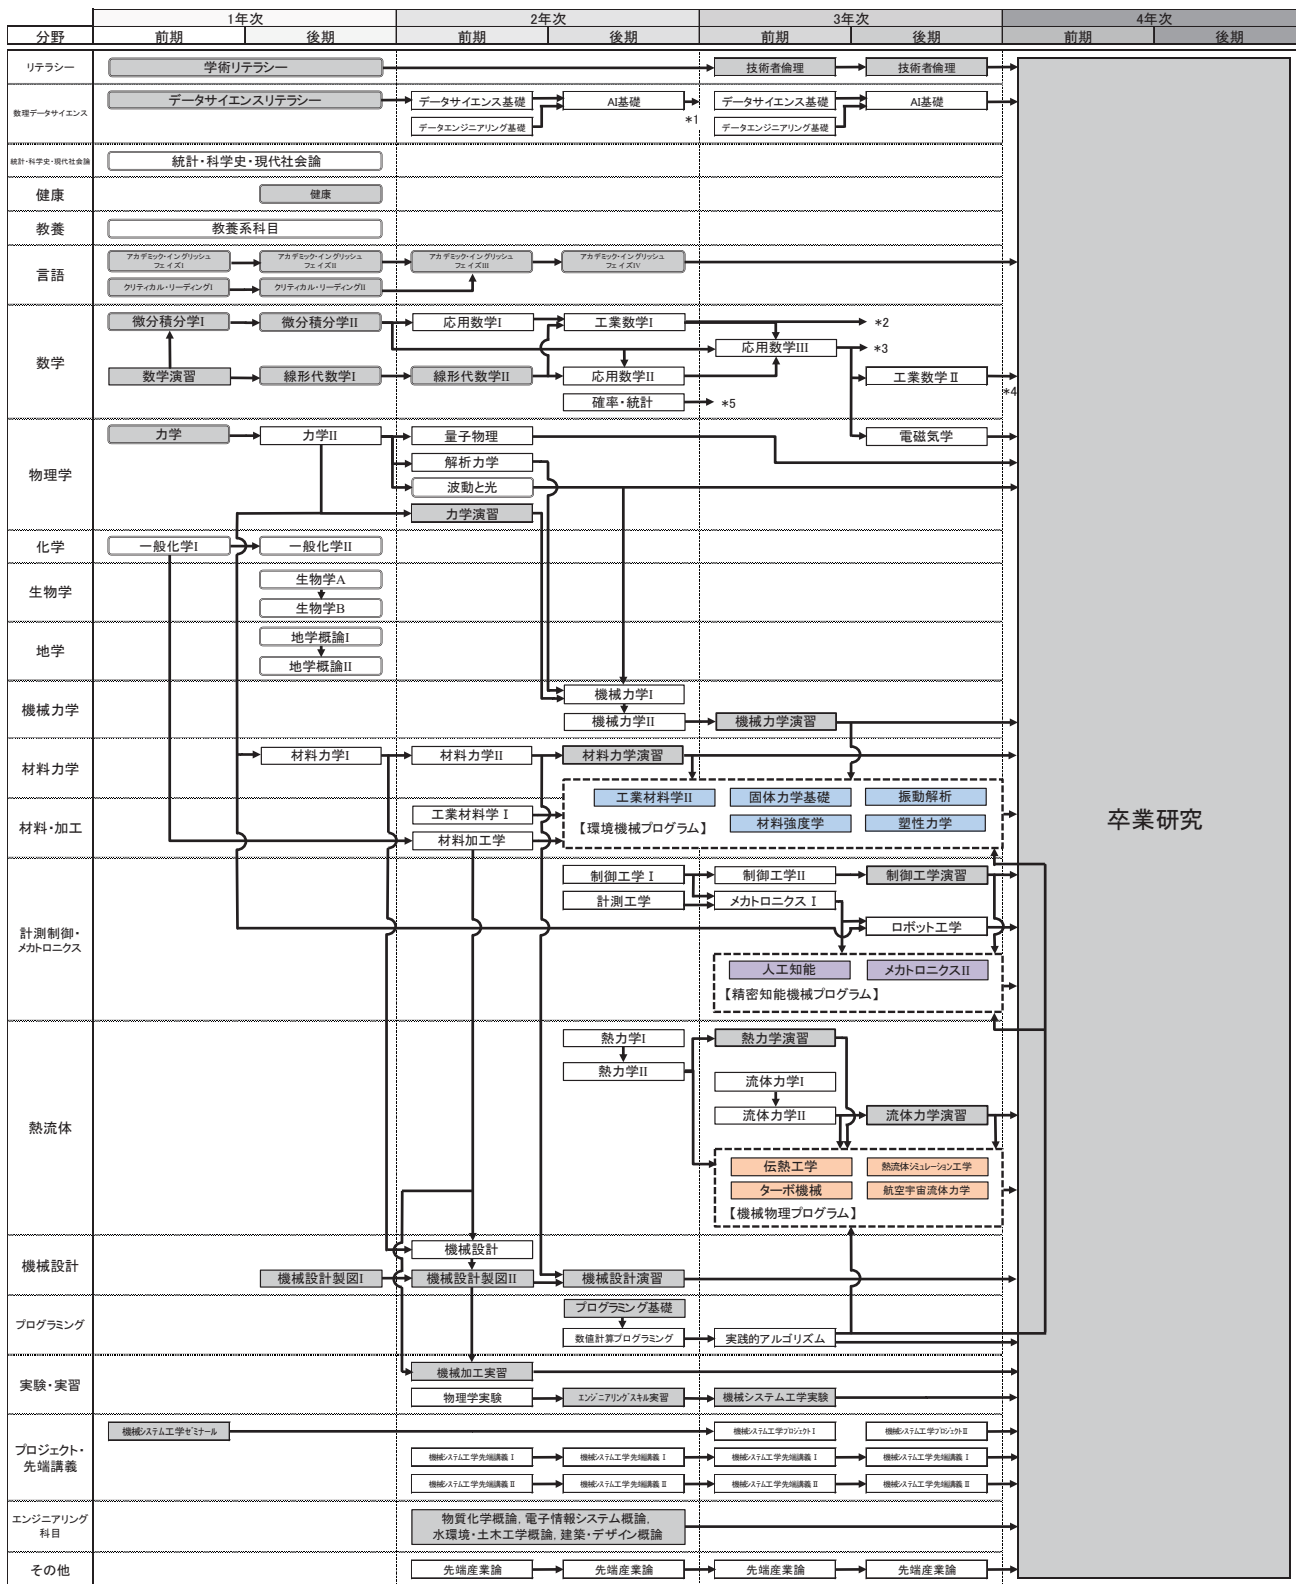 1年次 2年次 3年次 4年次
分野 前期 後期 前期 後期 前期 後期 前期 後期
リテラシー 学術リテラシー 技術者倫理 技術者倫理
数理データサイエンス データサイエンスリテラシー データサイエンス基礎 AI基礎 データサイエンス基礎 AI基礎
*1
データエンジニアリング基礎 データエンジニアリング基礎
統計・科学史・現代社会論 統計・科学史・現代社会論
健康 健康
教養 教養系科目
言語
アカデミック・イングリッシュ フェイズI アカデミック・イングリッシュ フェイズII アカデミック・イングリッシュ フェイズIII アカデミック・イングリッシュ フェイズIV
クリティカル・リーディングI クリティカル・リーディングII
数学
微分積分学I 微分積分学II 応用数学I 工業数学I *2
応用数学III *3
数学演習 線形代数学I 線形代数学II 応用数学II 工業数学Ⅱ
*4
確率・統計 *5
物理学
力学 力学II 量子物理 電磁気学
解析力学
波動と光
力学演習
化学 一般化学I 一般化学II
生物学
生物学A
生物学B
地学
地学概論I
地学概論II
機械力学
機械力学I
機械力学II 機械力学演習
材料力学 材料力学I 材料力学II 材料力学演習
工業材料学II 固体力学基礎 振動解析
材料・加工 工業材料学Ⅰ
【環境機械プログラム】 材料強度学 塑性力学
材料加工学
卒業研究
計測制御・
メカトロニクス
制御工学Ⅰ 制御工学II 制御工学演習
計測工学 メカトロニクスⅠ
ロボット工学
人工知能 メカトロニクスII
【精密知能機械プログラム】
熱流体
熱力学I 熱力学演習
熱力学II
流体力学I
流体力学II 流体力学演習
伝熱工学 熱流体シミュレーション工学
ターボ機械 航空宇宙流体力学
【機械物理プログラム】
機械設計
機械設計
機械設計製図I 機械設計製図II 機械設計演習
プログラミング
プログラミング基礎
数値計算プログラミング 実践的アルゴリズム
実験・実習
機械加工実習
物理学実験 エンジニアリングスキル実習 機械システム工学実験
プロジェクト・
先端講義
機械システム工学ゼミナール 機械システム工学プロジェクトⅠ 機械システム工学プロジェクトⅡ
機械システム工学先端講義Ⅰ 機械システム工学先端講義Ⅰ 機械システム工学先端講義Ⅰ 機械システム工学先端講義Ⅰ
機械システム工学先端講義Ⅱ 機械システム工学先端講義Ⅱ 機械システム工学先端講義Ⅱ 機械システム工学先端講義Ⅱ
エンジニアリング
科目
物質化学概論, 電子情報システム概論,
水環境・土木工学概論, 建築・デザイン概論
その他 先端産業論 先端産業論 先端産業論 先端産業論